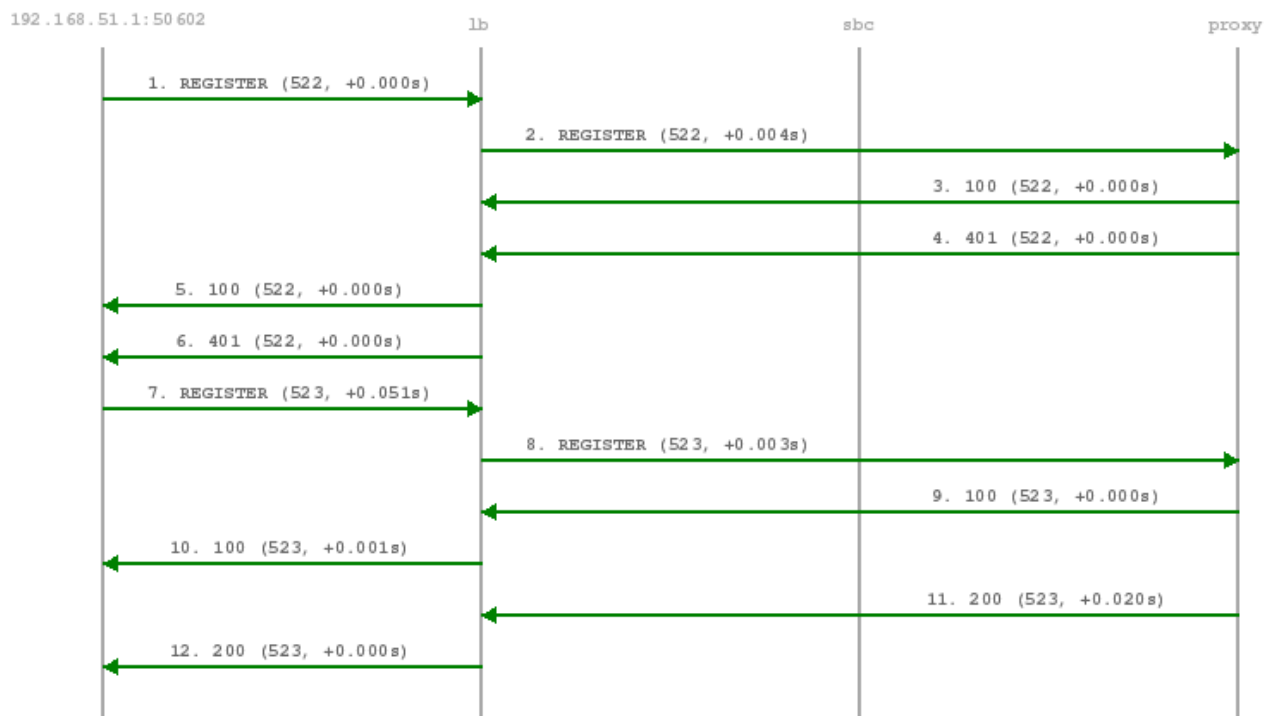 192.168.51.1:50602 lb sbc proxy
1. REGISTER (522, +0.000s)
2. REGISTER (522, +0.004s)
3. 100 (522, +0.000s)
4. 401 (522, +0.000s)
5. 100 (522, +0.000s)
6. 401 (522, +0.000s)
7. REGISTER (523, +0.051s)
8. REGISTER (523, +0.003s)
9. 100 (523, +0.000s)
10. 100 (523, +0.001s)
11. 200 (523, +0.020s)
12. 200 (523, +0.000s)